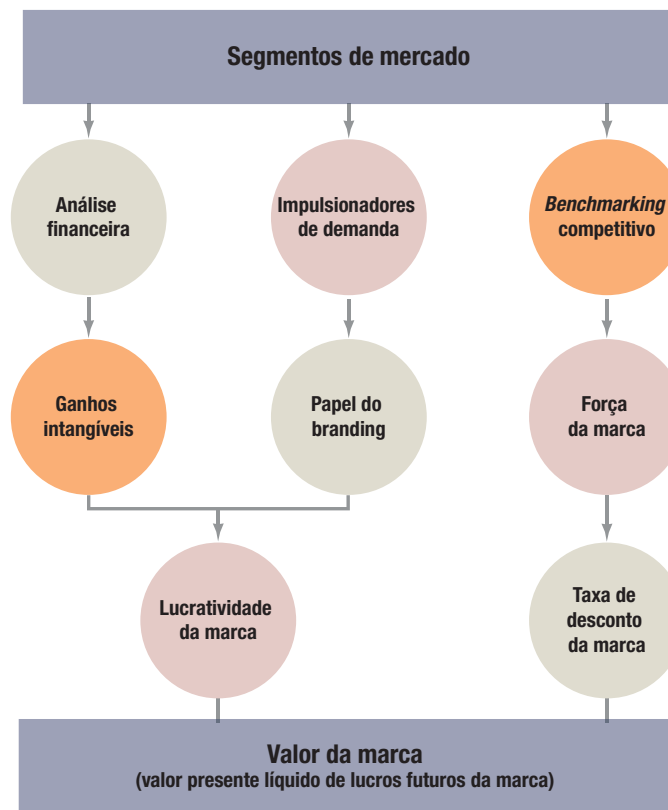 Segmentos de mercado
Análise
financeira
Impulsionadores
de demanda
Benchmarking
competitivo
Ganhos
intangíveis
Papel do
branding
Força
da marca
Lucratividade
da marca
Taxa de
desconto
da marca
Valor da marca
(valor presente líquido de lucros futuros da marca)